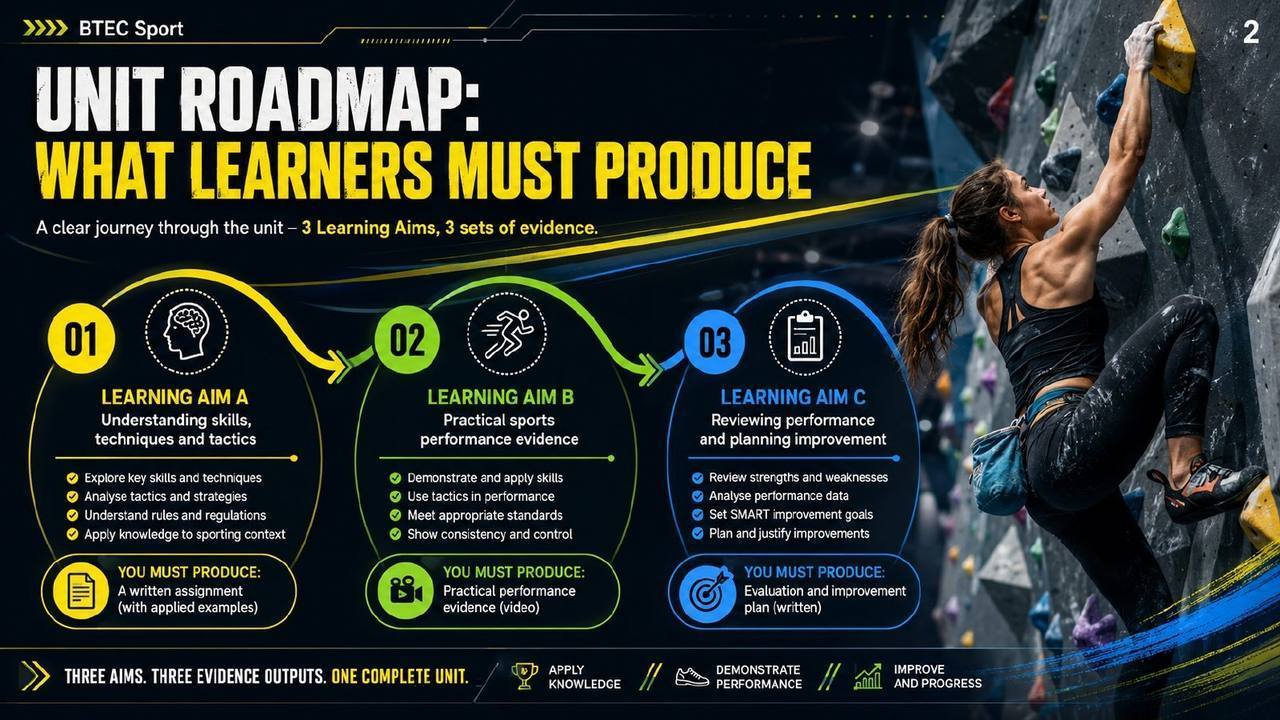 BTEC Sport
2
UNIT ROADMAP:
WHAT LEARNERS MUST PRODUCE
A clear journey through the unit – 3 Learning Aims, 3 sets of evidence.
01
LEARNING AIM A
Understanding skills,
techniques and tactics
Explore key skills and techniques
Analyse tactics and strategies
Understand rules and regulations
Apply knowledge to sporting context
YOU MUST PRODUCE:
A written assignment
(with applied examples)
02
LEARNING AIM B
Practical sports
performance evidence
Demonstrate and apply skills
Use tactics in performance
Meet appropriate standards
Show consistency and control
YOU MUST PRODUCE:
Practical performance
evidence (video)
03
LEARNING AIM C
Reviewing performance
and planning improvement
Review strengths and weaknesses
Analyse performance data
Set SMART improvement goals
Plan and justify improvements
YOU MUST PRODUCE:
Evaluation and improvement
plan (written)
THREE AIMS. THREE EVIDENCE OUTPUTS. ONE COMPLETE UNIT.
APPLY
KNOWLEDGE
DEMONSTRATE
PERFORMANCE
IMPROVE
AND PROGRESS